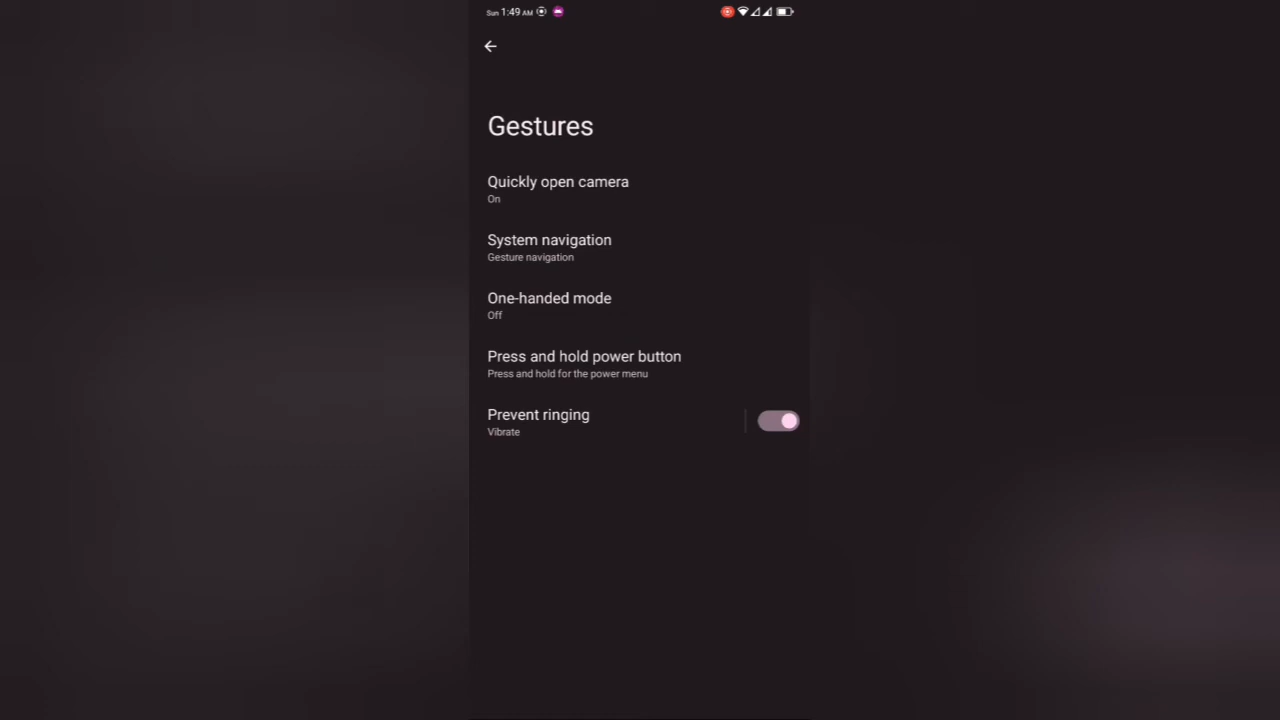 Sun 1:49 AM
Gestures
Quickly open camera
On
System navigation
Gesture navigation
One-handed mode
Off
Press and hold power button
Press and hold for the power menu
Prevent ringing
Vibrate